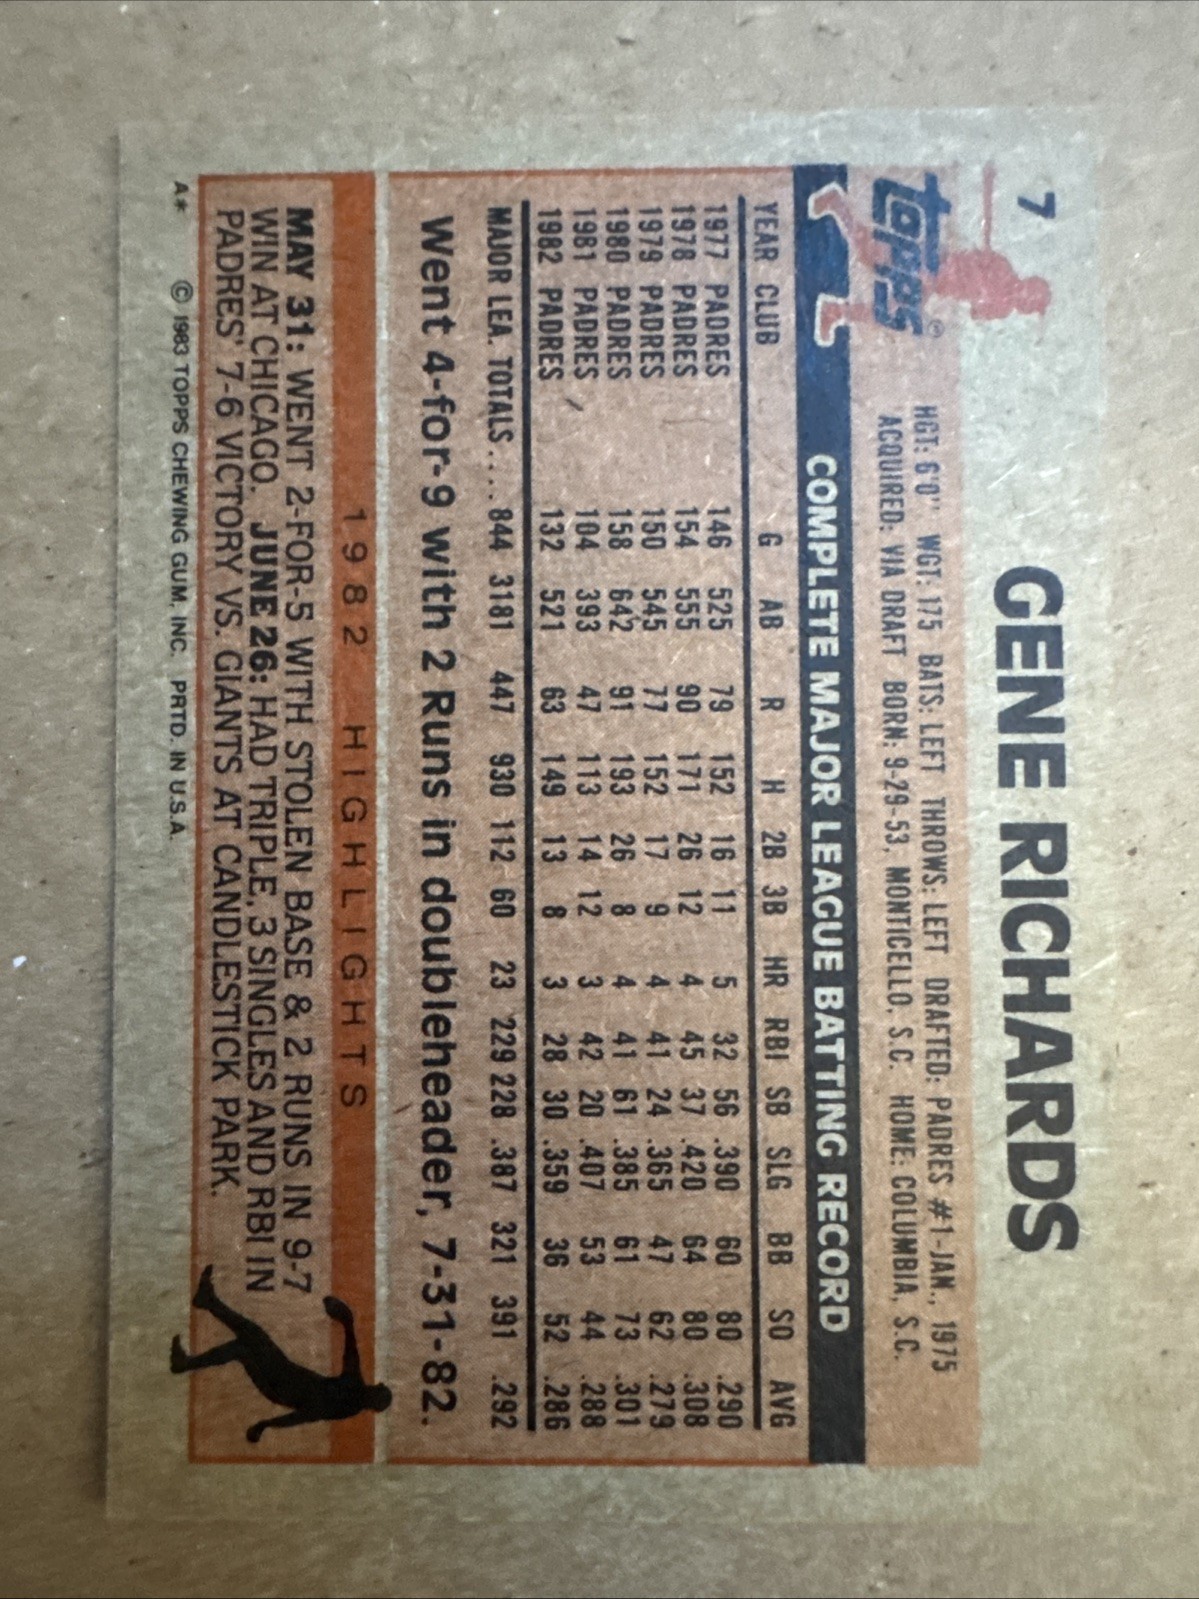 7
GENE RICHARDS
TOPPS®
HGT: 6'0" WGT: 175 BATS: LEFT THROWS: LEFT DRAFTED: PADRES #1-JAN., 1975
ACQUIRED: VIA DRAFT BORN: 9-29-53, MONTICELLO, S.C. HOME: COLUMBIA, S.C.
COMPLETE MAJOR LEAGUE BATTING RECORD
YEAR CLUB G AB R H 2B 3B HR RBI SB SLG BB SO AVG
1977 PADRES 146 525 79 152 16 11 5 32 56 .390 60 80 .290
1978 PADRES 154 555 90 171 26 12 4 45 37 .420 64 80 .308
1979 PADRES 150 545 77 152 17 9 4 41 24 .365 47 62 .279
1980 PADRES 158 642 91 193 26 8 4 41 61 .385 61 73 .301
1981 PADRES 104 393 47 113 14 12 3 42 20 .407 53 44 .288
1982 PADRES 132 521 63 149 13 8 3 28 30 .359 36 52 .286
MAJOR LEA. TOTALS.... 844 3181 447 930 112 60 23 229 228 .387 321 391 .292
Went 4-for-9 with 2 Runs in doubleheader, 7-31-82.
1982 HIGHLIGHTS
MAY 31: WENT 2-FOR-5 WITH STOLEN BASE & 2 RUNS IN 9-7
WIN AT CHICAGO. JUNE 26: HAD TRIPLE, 3 SINGLES AND RBI IN
PADRES' 7-6 VICTORY VS. GIANTS AT CANDLESTICK PARK.
A* © 1983 TOPPS CHEWING GUM, INC. PRTD. IN U.S.A.